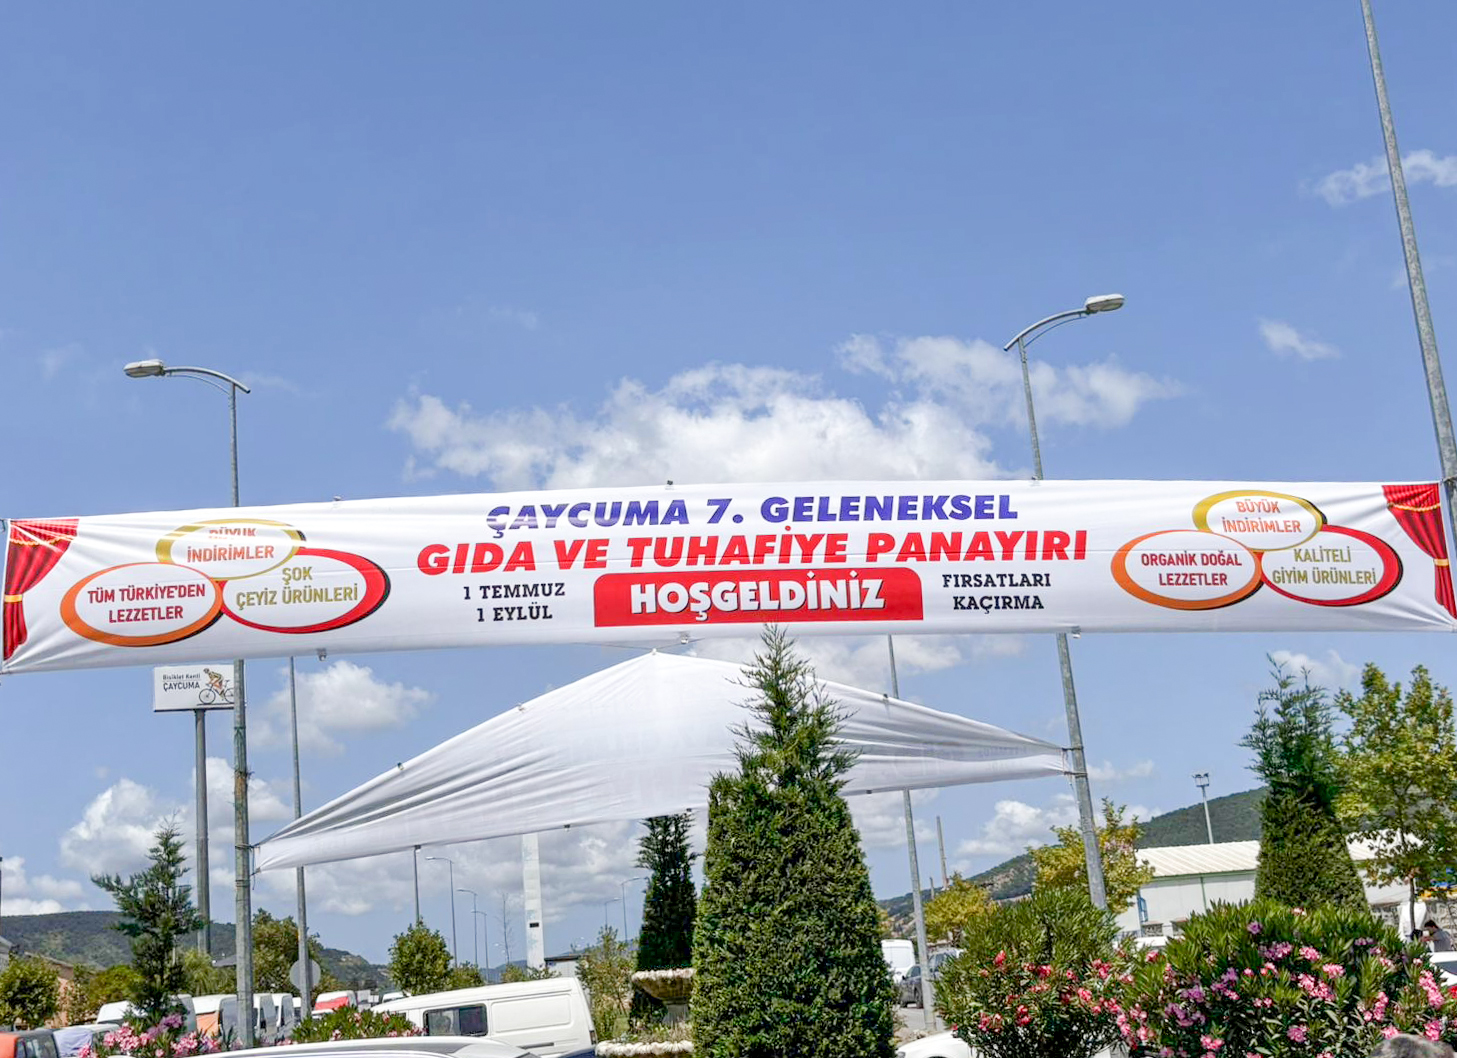 ÇAYCUMA 7. GELENEKSEL
GIDA VE TUHAFİYE PANAYIRI
1 TEMMUZ
1 EYLÜL
HOŞGELDİNİZ
FIRSATLARI
KAÇIRMA
BÜYÜK
İNDİRİMLER
TÜM TÜRKİYE'DEN
LEZZETLER
ŞOK
ÇEYİZ ÜRÜNLERİ
BÜYÜK
İNDİRİMLER
ORGANİK DOĞAL
LEZZETLER
KALİTELİ
GİYİM ÜRÜNLERİ
Bisiklet Kenti
ÇAYCUMA